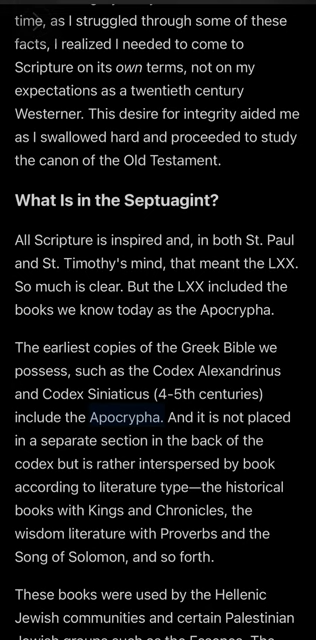 time, as I struggled through some of these
facts, I realized I needed to come to
Scripture on its own terms, not on my
expectations as a twentieth century
Westerner. This desire for integrity aided me
as I swallowed hard and proceeded to study
the canon of the Old Testament.
What Is in the Septuagint?
All Scripture is inspired and, in both St. Paul
and St. Timothy's mind, that meant the LXX.
So much is clear. But the LXX included the
books we know today as the Apocrypha.
The earliest copies of the Greek Bible we
possess, such as the Codex Alexandrinus
and Codex Siniaticus (4-5th centuries)
include the Apocrypha. And it is not placed
in a separate section in the back of the
codex but is rather interspersed by book
according to literature type—the historical
books with Kings and Chronicles, the
wisdom literature with Proverbs and the
Song of Solomon, and so forth.
These books were used by the Hellenic
Jewish communities and certain Palestinian
Jewish groups such as the Essenes. The